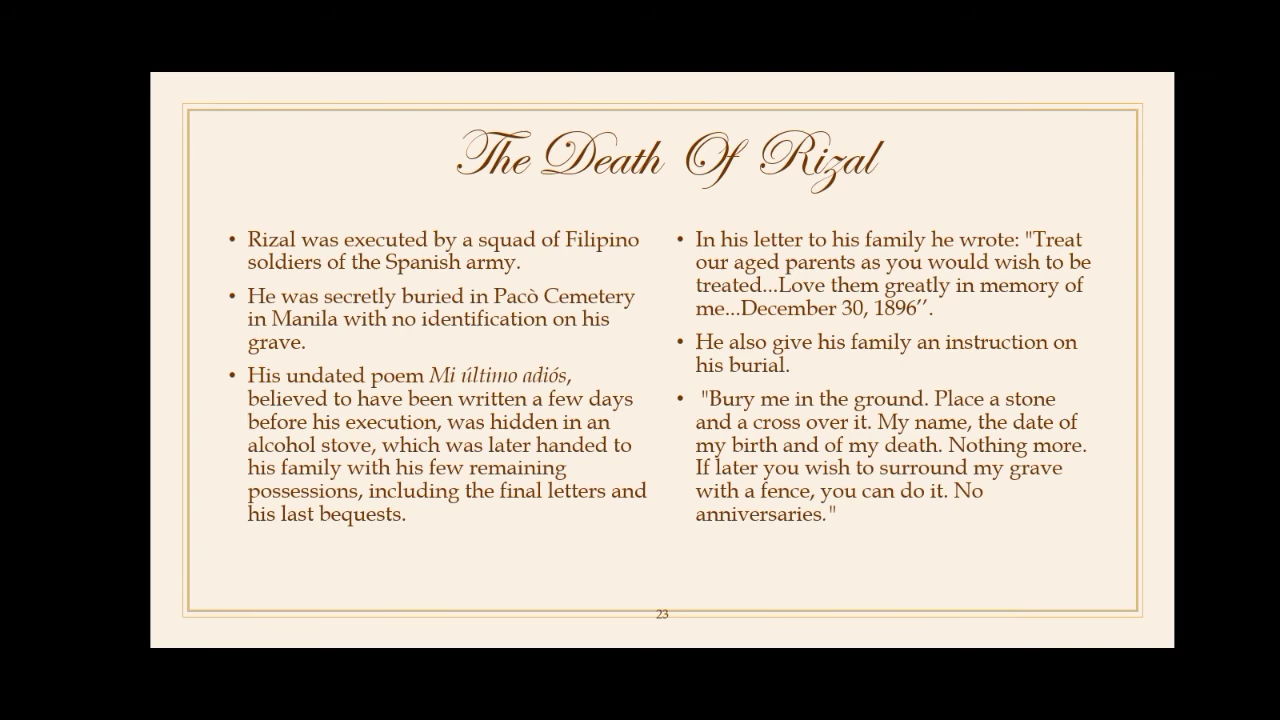 The Death Of Rizal
• Rizal was executed by a squad of Filipino
soldiers of the Spanish army.
• He was secretly buried in Pacò Cemetery
in Manila with no identification on his
grave.
• His undated poem Mi último adiós,
believed to have been written a few days
before his execution, was hidden in an
alcohol stove, which was later handed to
his family with his few remaining
possessions, including the final letters and
his last bequests.
• In his letter to his family he wrote: "Treat
our aged parents as you would wish to be
treated...Love them greatly in memory of
me...December 30, 1896’’.
• He also give his family an instruction on
his burial.
• "Bury me in the ground. Place a stone
and a cross over it. My name, the date of
my birth and of my death. Nothing more.
If later you wish to surround my grave
with a fence, you can do it. No
anniversaries."
23